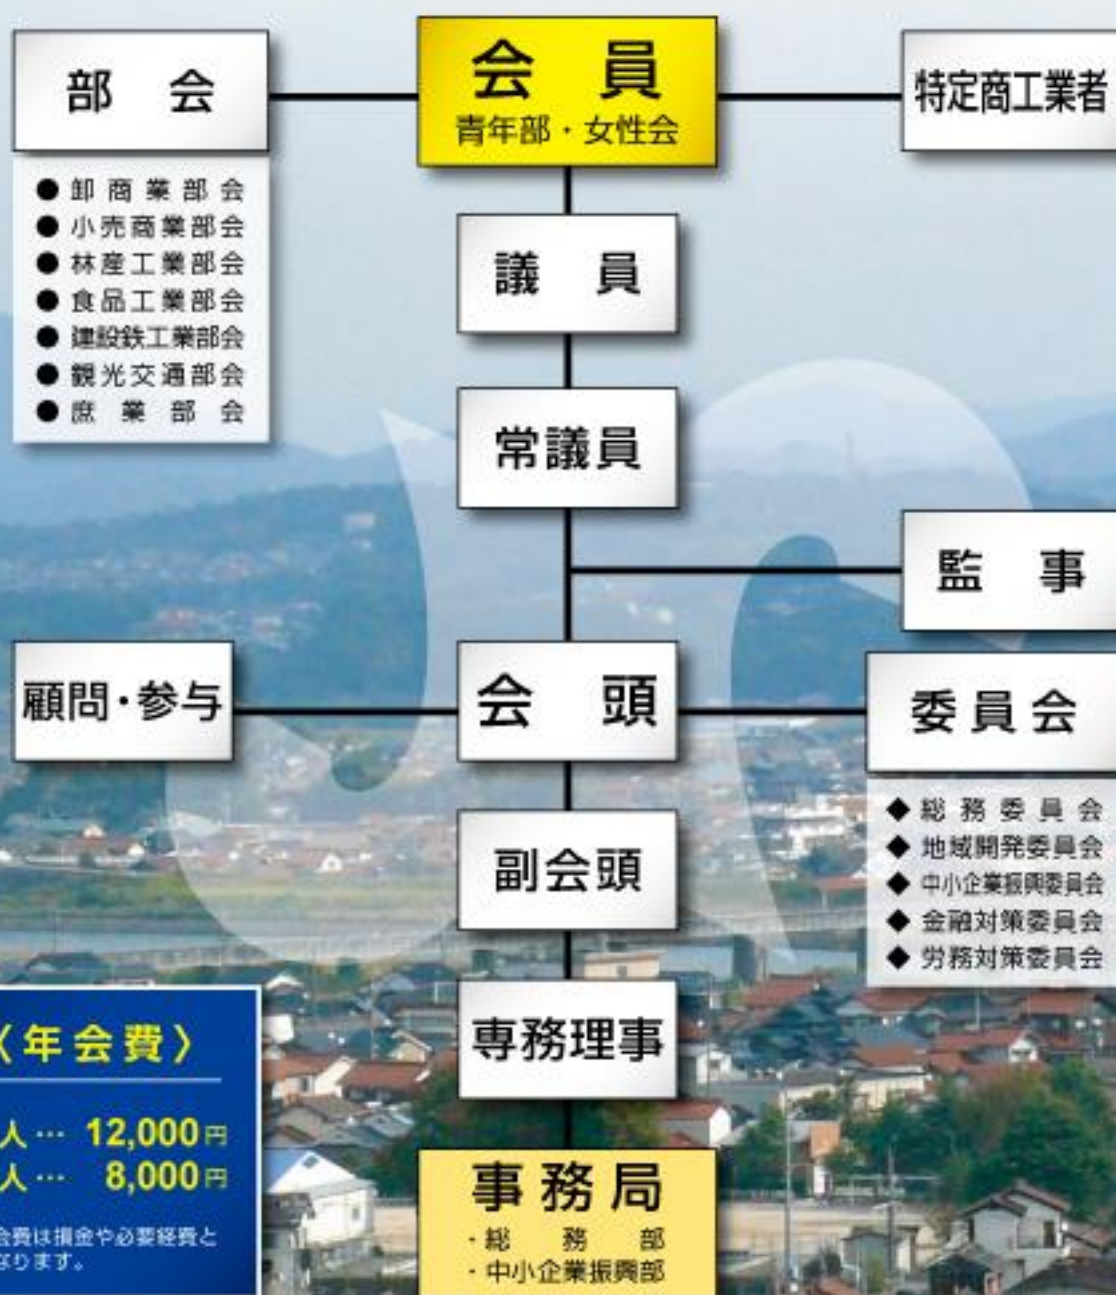 部 会
会 員
青年部・女性会
特定商工業者
●卸商業部会
●小売商業部会
●林産工業部会
●食品工業部会
●建設鉄工業部会
●観光交通部会
●庶業部会
議 員
常議員
監 事
顧問・参与
会 頭
委員会
◆総務委員会
◆地域開発委員会
◆中小企業振興委員会
◆金融対策委員会
◆労務対策委員会
副会頭
専務理事
〈年会費〉
人… 12,000円
人… 8,000円
会費は損金や必要経費と
なります。
事務局
・総務部
・中小企業振興部